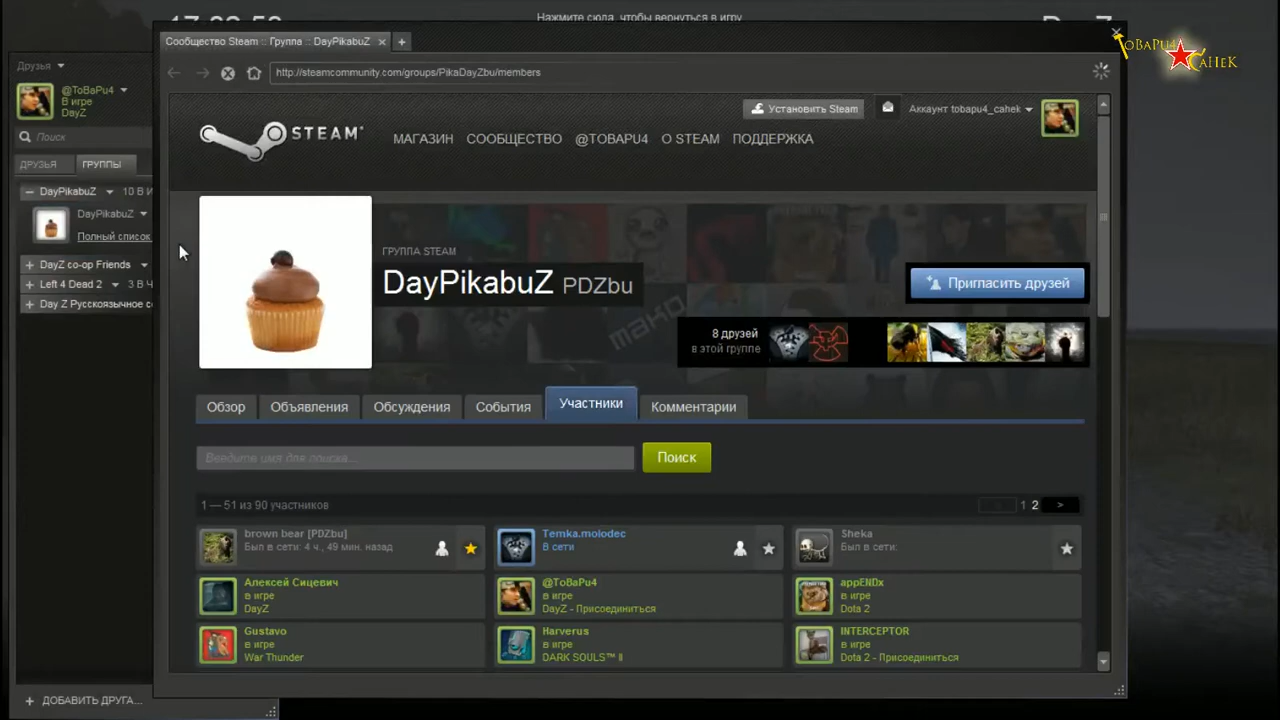 Нажмите сюда, чтобы вернуться в игру
Сообщество Steam :: Группа :: DayPikabuZ
http://steamcommunity.com/groups/PikaDayZbu/members
Друзья
@ToBaPu4
В игре
DayZ
Поиск
ДРУЗЬЯ
ГРУППЫ
DayPikabuZ
DayPikabuZ
Полный список
DayZ co-op Friends
Left 4 Dead 2
Day Z Русскоязычное
ДОБАВИТЬ ДРУГА...
Установить Steam
Аккаунт tobapu4_cahek
STEAM
МАГАЗИН СООБЩЕСТВО @TOBAPU4 О STEAM ПОДДЕРЖКА
ГРУППА STEAM
DayPikabuZ PDZbu
Пригласить друзей
8 друзей
в этой группе
Обзор Объявления Обсуждения События Участники Комментарии
Введите имя для поиска...
Поиск
1 — 51 из 90 участников
1 2 >
brown bear [PDZbu]
Был в сети: 4 ч., 49 мин. назад
Temka.molodec
В сети
Sheka
Был в сети:
Алексей Сицевич
в игре
DayZ
@ToBaPu4
в игре
DayZ - Присоединиться
appENDx
в игре
Dota 2
Gustavo
в игре
War Thunder
Harverus
в игре
DARK SOULS™ II
INTERCEPTOR
в игре
Dota 2 - Присоединиться